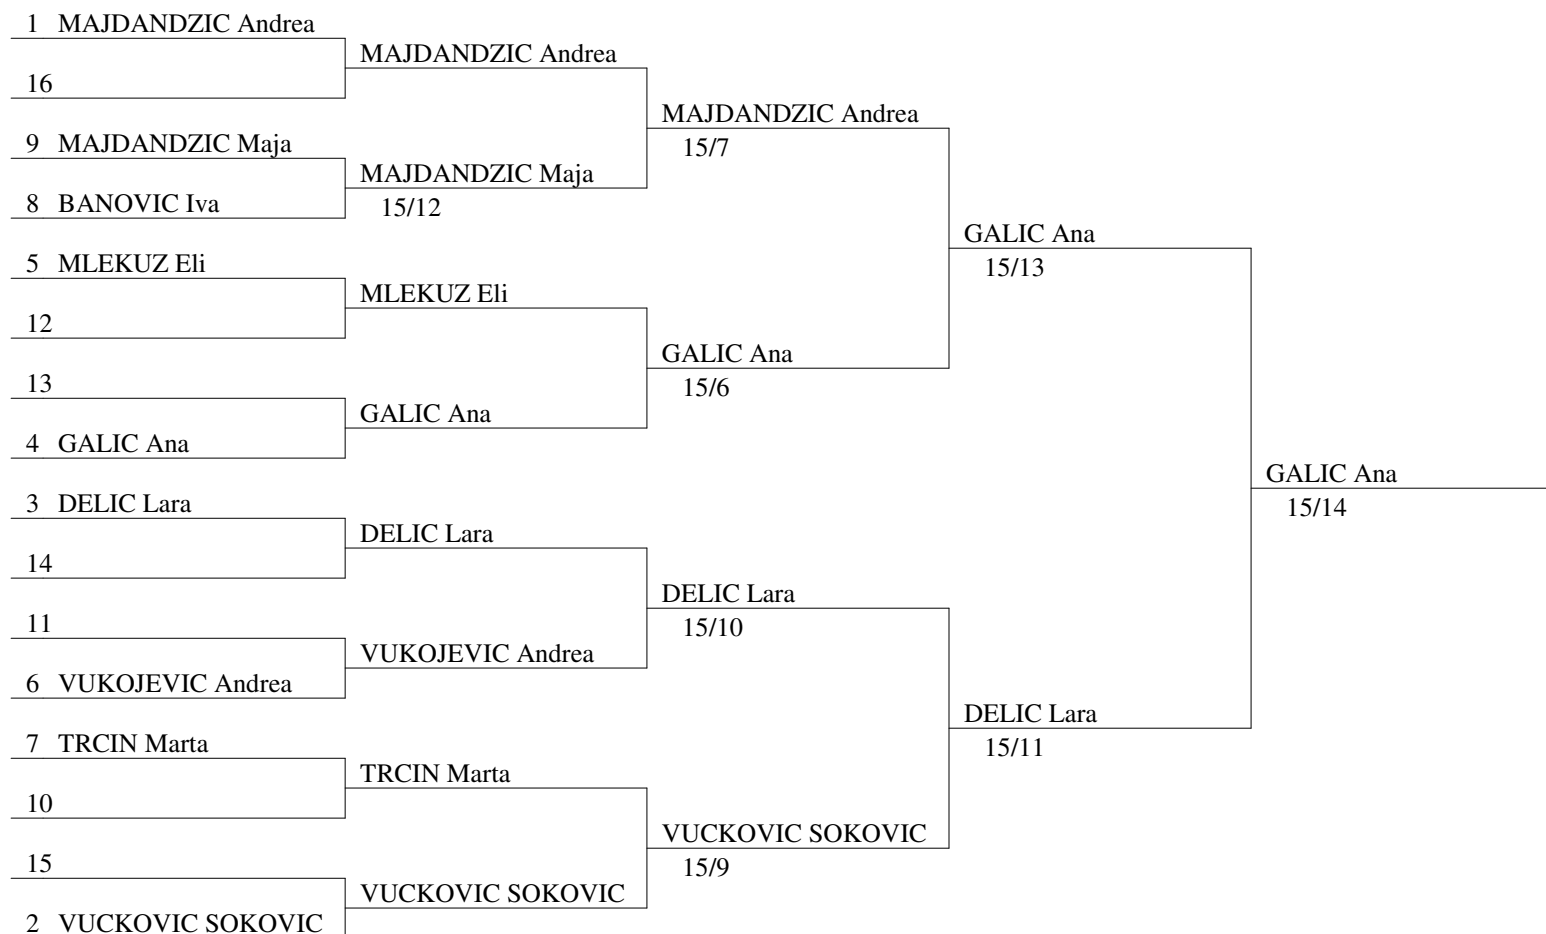 1 MAJDANDZIC Andrea
MAJDANDZIC Andrea
16
MAJDANDZIC Andrea
15/7
9 MAJDANDZIC Maja
MAJDANDZIC Maja
15/12
8 BANOVIC Iva
GALIC Ana
15/13
5 MLEKUZ Eli
MLEKUZ Eli
12
GALIC Ana
15/6
13
GALIC Ana
4 GALIC Ana
GALIC Ana
15/14
3 DELIC Lara
DELIC Lara
14
DELIC Lara
15/10
11
VUKOJEVIC Andrea
6 VUKOJEVIC Andrea
DELIC Lara
15/11
7 TRCIN Marta
TRCIN Marta
10
VUCKOVIC SOKOVIC
15/9
15
VUCKOVIC SOKOVIC
2 VUCKOVIC SOKOVIC